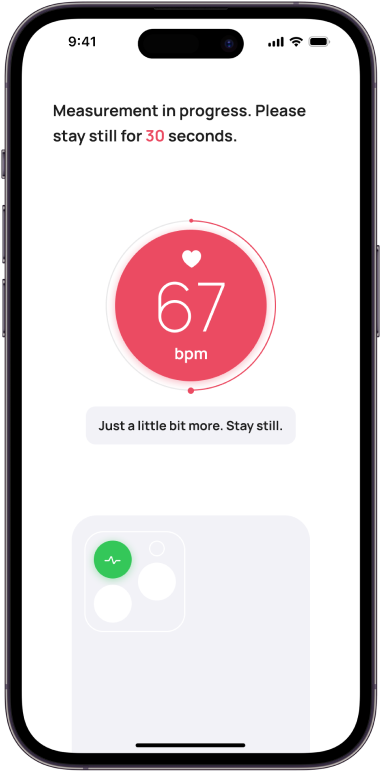 9:41
Measurement in progress. Please
stay still for 30 seconds.
67
bpm
Just a little bit more. Stay still.